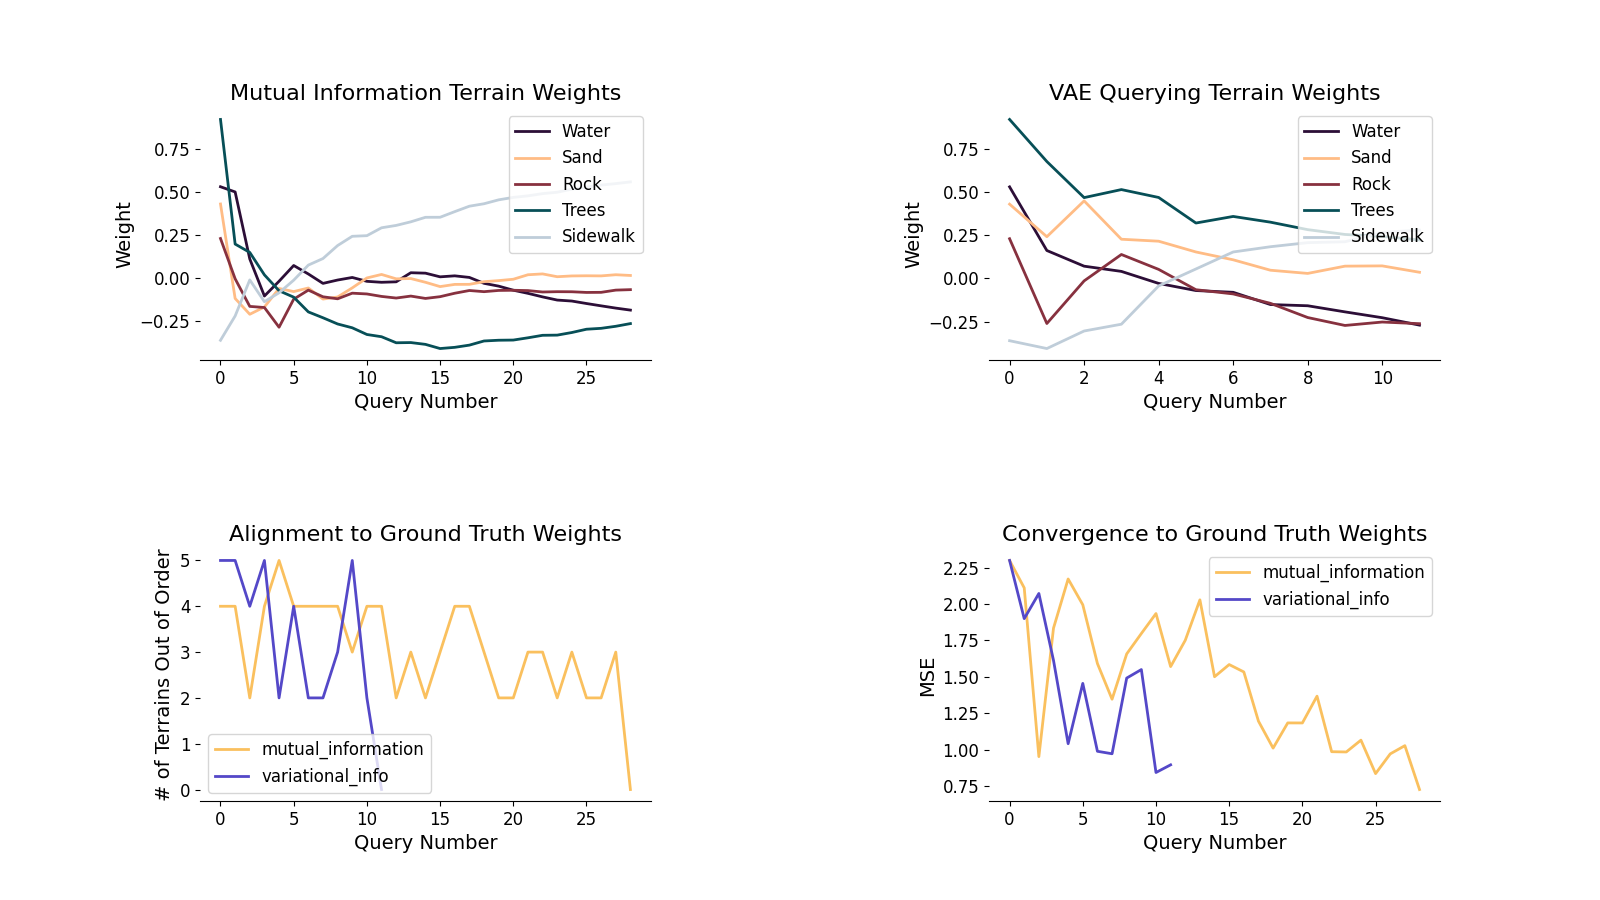 Mutual Information Terrain Weights
Weight
0.75
0.50
0.25
0.00
−0.25
0 5 10 15 20 25
Query Number
Water
Sand
Rock
Trees
Sidewalk
VAE Querying Terrain Weights
Weight
0.75
0.50
0.25
0.00
−0.25
0 2 4 6 8 10
Query Number
Water
Sand
Rock
Trees
Sidewalk
Alignment to Ground Truth Weights
# of Terrains Out of Order
5
4
3
2
1
0
0 5 10 15 20 25
Query Number
mutual_information
variational_info
Convergence to Ground Truth Weights
MSE
2.25
2.00
1.75
1.50
1.25
1.00
0.75
0 5 10 15 20 25
Query Number
mutual_information
variational_info